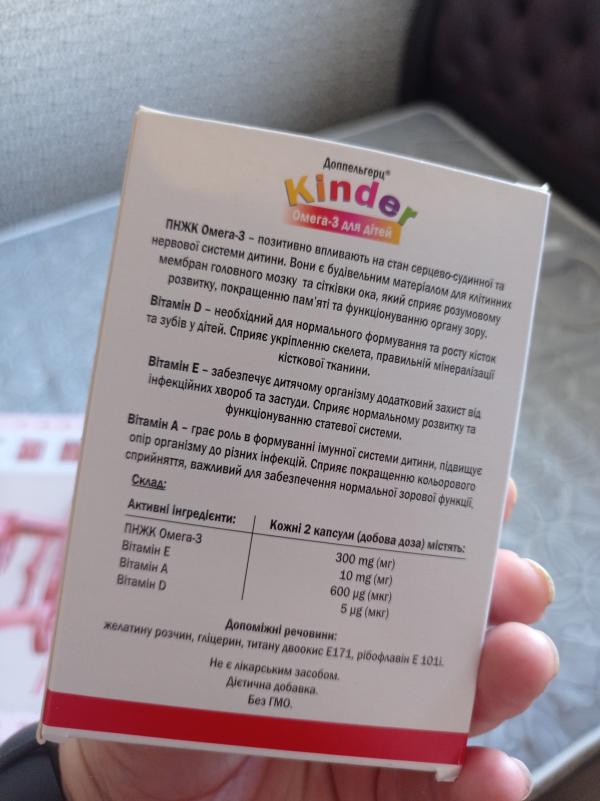 Доппельгерц®
Kinder
Омега-3 для дітей
ПНЖК Омега-3 – позитивно впливають на стан серцево-судинної та
нервової системи дитини. Вони є будівельним матеріалом для клітинних
мембран головного мозку та сітківки ока, який сприяє розумовому
розвитку, покращенню пам'яті та функціонуванню органу зору.
Вітамін D – необхідний для нормального формування та росту кісток
та зубів у дітей. Сприяє укріпленню скелета, правильній мінералізації
кісткової тканини.
Вітамін Е – забезпечує дитячому організму додатковий захист від
інфекційних хвороб та застуди. Сприяє нормальному розвитку та
функціонуванню статевої системи.
Вітамін А – грає роль в формуванні імунної системи дитини, підвищує
опір організму до різних інфекцій. Сприяє покращенню кольорового
сприйняття, важливий для забезпечення нормальної зорової функції.
Склад:
Активні інгредієнти: Кожні 2 капсули (добова доза) містять:
ПНЖК Омега-3 300 mg (мг)
Вітамін Е 10 mg (мг)
Вітамін А 600 µg (мкг)
Вітамін D 5 µg (мкг)
Допоміжні речовини:
желатину розчин, гліцерин, титану двоокис Е171, рібофлавін Е 101i.
Не є лікарським засобом.
Дієтична добавка.
Без ГМО.